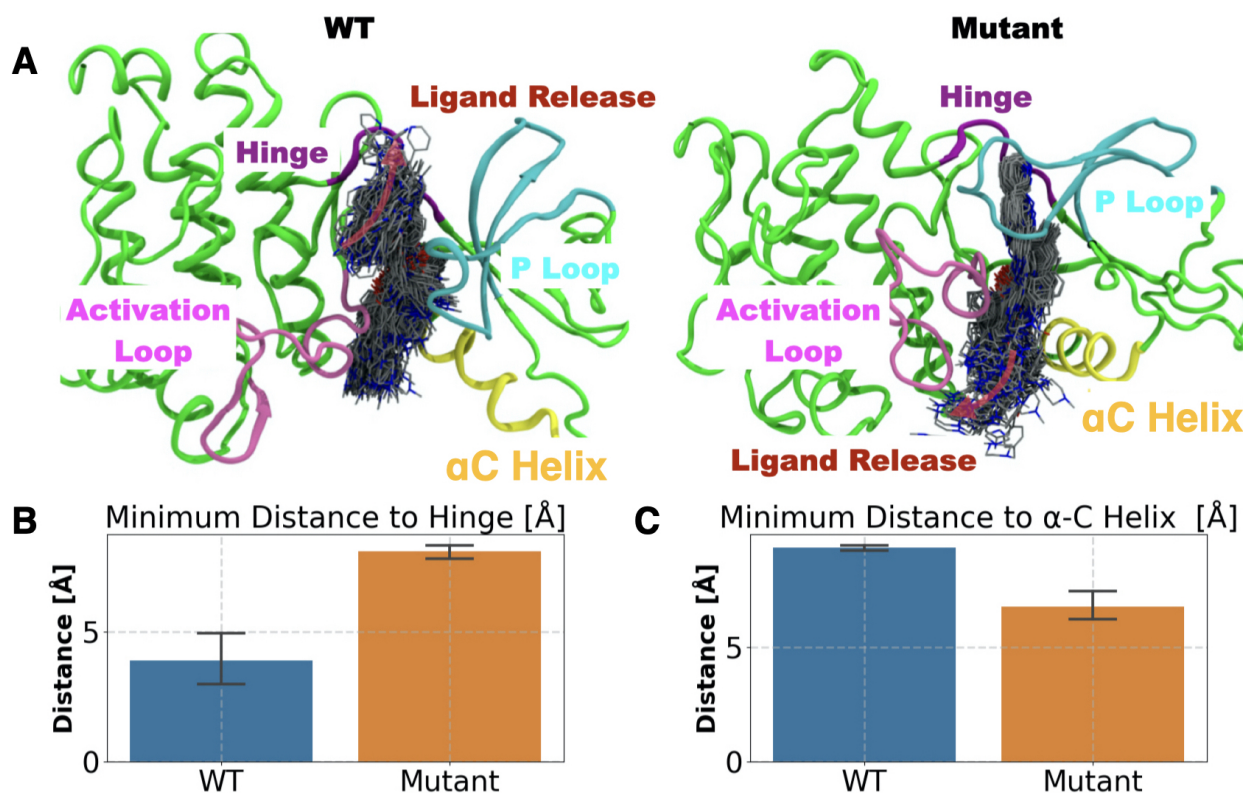 WT
Mutant
A
Ligand Release
Hinge
Hinge
P Loop
P Loop
Activation
Loop
Activation
Loop
αC Helix
αC Helix
Ligand Release
B
Minimum Distance to Hinge [Å]
Distance [Å]
5
0
WT
Mutant
C
Minimum Distance to α-C Helix [Å]
Distance [Å]
5
0
WT
Mutant